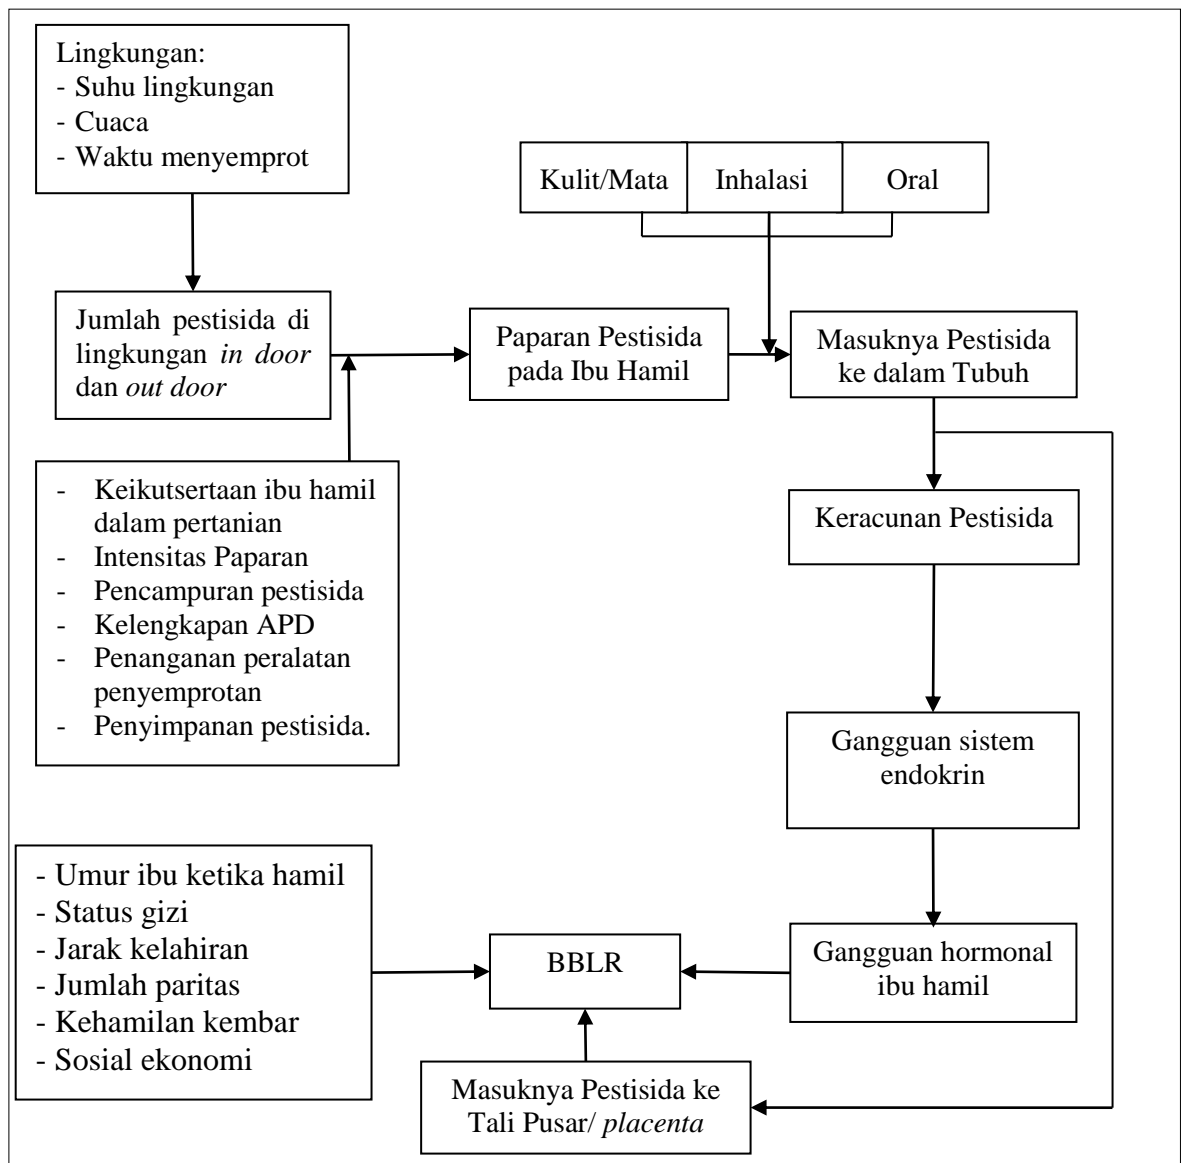 Lingkungan:
- Suhu lingkungan
- Cuaca
- Waktu menyemprot
Kulit/Mata
Inhalasi
Oral
Jumlah pestisida di
lingkungan in door
dan out door
Paparan Pestisida
pada Ibu Hamil
Masuknya Pestisida
ke dalam Tubuh
- Keikutsertaan ibu hamil
dalam pertanian
- Intensitas Paparan
- Pencampuran pestisida
- Kelengkapan APD
- Penanganan peralatan
penyemprotan
- Penyimpanan pestisida.
Keracunan Pestisida
Gangguan sistem
endokrin
- Umur ibu ketika hamil
- Status gizi
- Jarak kelahiran
- Jumlah paritas
- Kehamilan kembar
- Sosial ekonomi
BBLR
Gangguan hormonal
ibu hamil
Masuknya Pestisida ke
Tali Pusar/ placenta